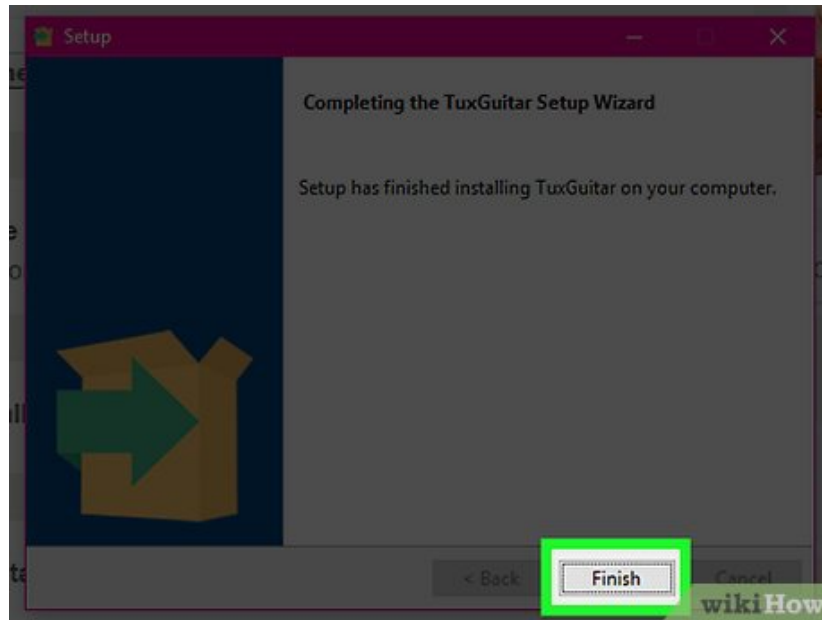 Setup
Completing the TuxGuitar Setup Wizard
Setup has finished installing TuxGuitar on your computer.
< Back
Finish
Cancel
wikiHow